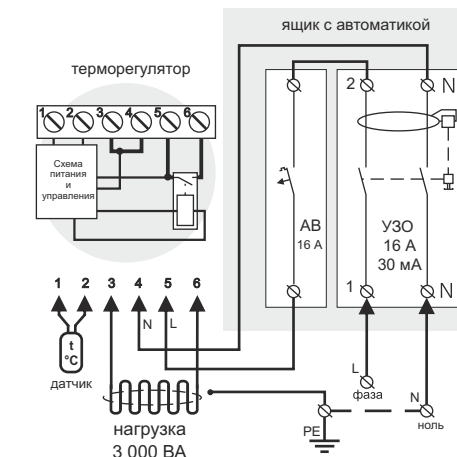 ящик с автоматикой
терморегулятор
1 2 3 4 5 6
Схема
питания
и
управления
2 N
АВ
16 А
УЗО
16 А
30 мА
1 N
1 2 3 4 5 6
N L
t
°C
датчик
нагрузка
3 000 ВА
L
фаза
N
ноль
PE